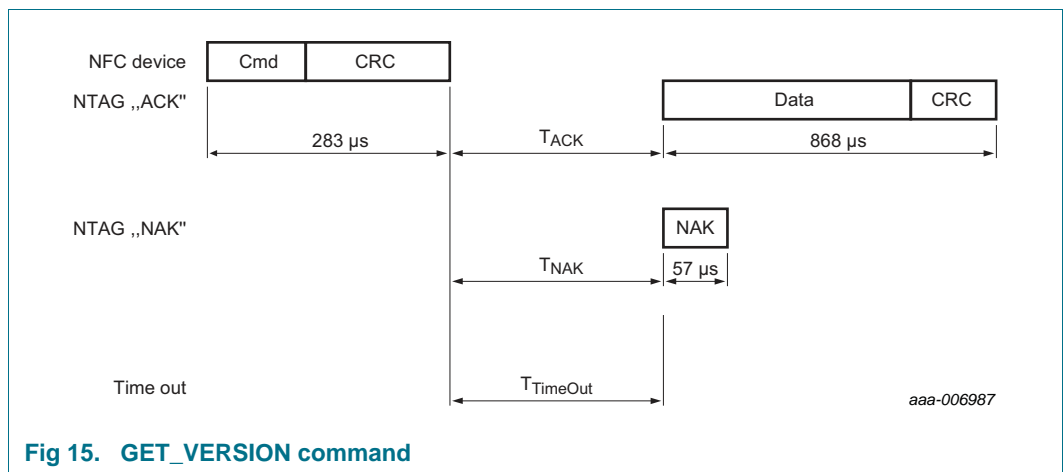 NFC device Cmd CRC
NTAG ,,ACK" Data CRC
283 µs TACK 868 µs
NTAG ,,NAK" NAK
TNAK 57 µs
Time out TTimeOut aaa-006987
Fig 15. GET_VERSION command